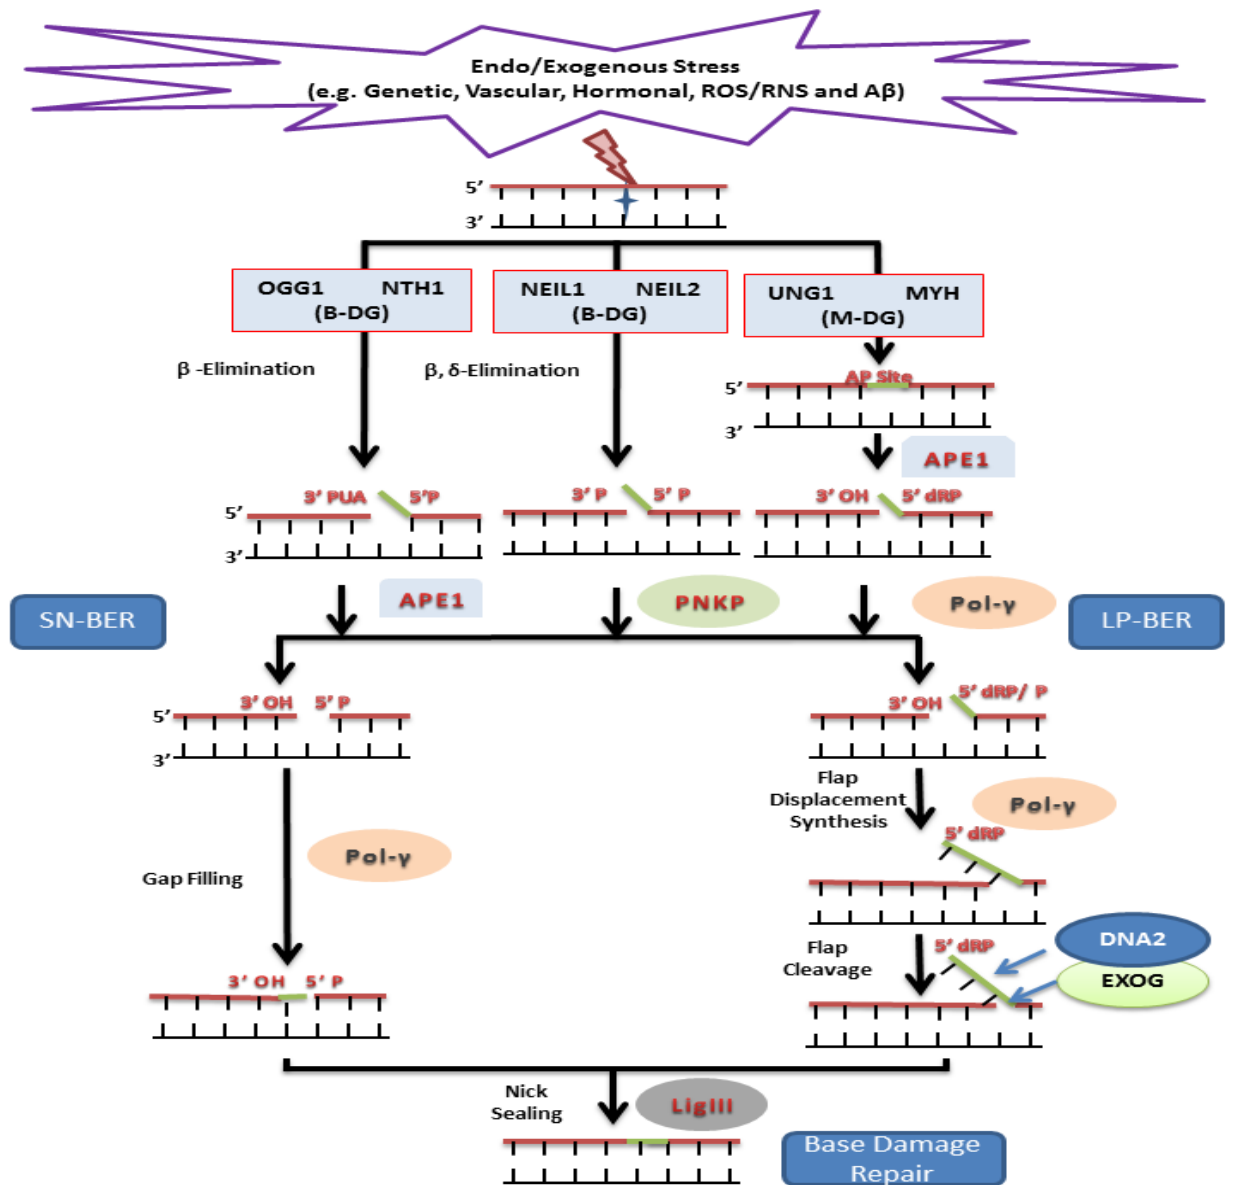 Endo/Exogenous Stress
(e.g. Genetic, Vascular, Hormonal, ROS/RNS and Aβ)
5’
3’
OGG1 NTH1
(B-DG)
NEIL1 NEIL2
(B-DG)
UNG1 MYH
(M-DG)
β -Elimination
β, δ-Elimination
AP Site
5’
3’
APE1
3’ PUA 5’P
5’
3’
3’ P 5’ P
3’ OH 5’ dRP
SN-BER
APE1
PNKP
Pol-γ
LP-BER
3’ OH 5’ P
5’
3’
3’ OH 5’ dRP/ P
Flap
Displacement
Synthesis
Pol-γ
5’ dRP
Gap Filling
Pol-γ
Flap
Cleavage
5’ dRP
DNA2
EXOG
3’ OH 5’ P
Nick
Sealing
LigIII
Base Damage
Repair